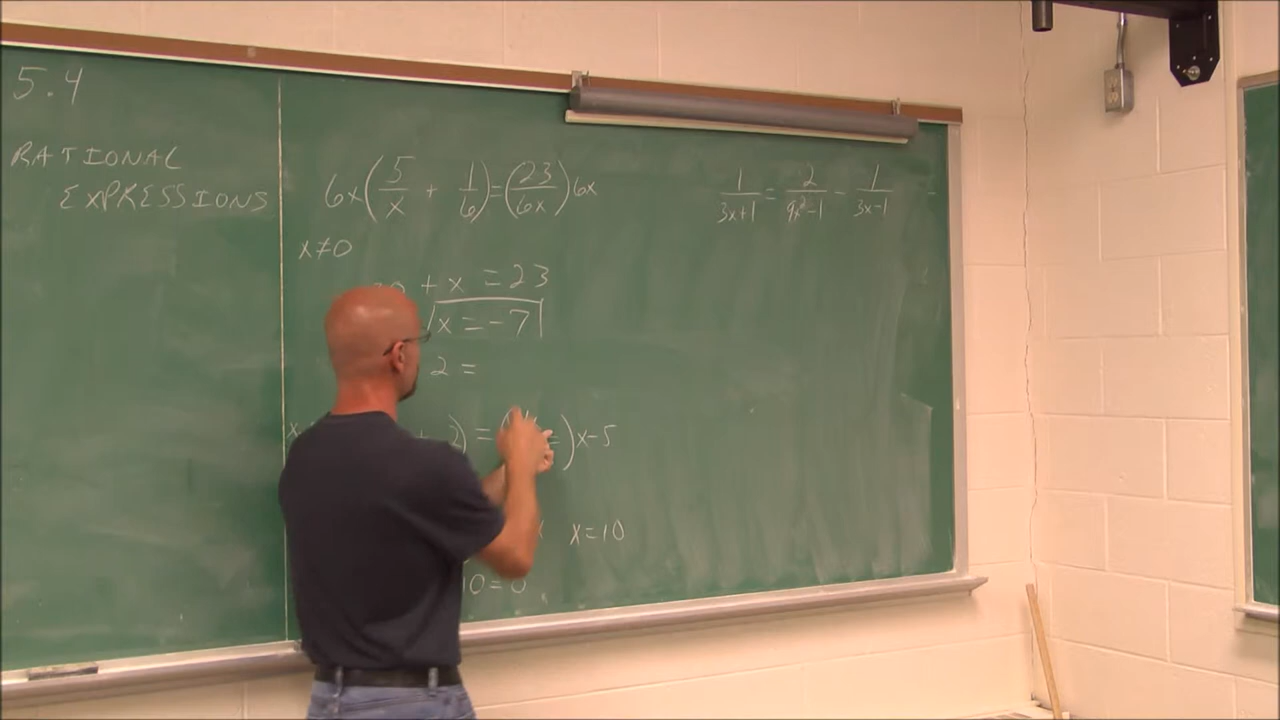 5.4
RATIONAL
EXPRESSIONS
6x(5/x + 1/6) = (23/6x)6x
x≠0
+ x = 23
x = -7
2 =
2) = ( )x-5
x=10
10=0
1/3x+1 = 2/9x²-1 - 1/3x-1